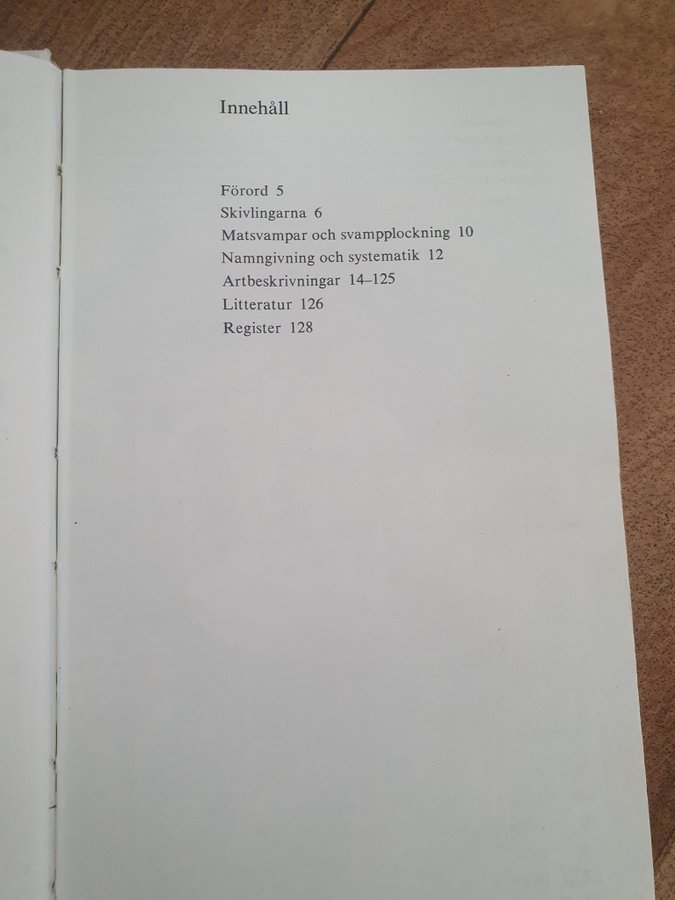 Innehåll
Förord 5
Skivlingarna 6
Matsvampar och svampplockning 10
Namngivning och systematik 12
Artbeskrivningar 14–125
Litteratur 126
Register 128